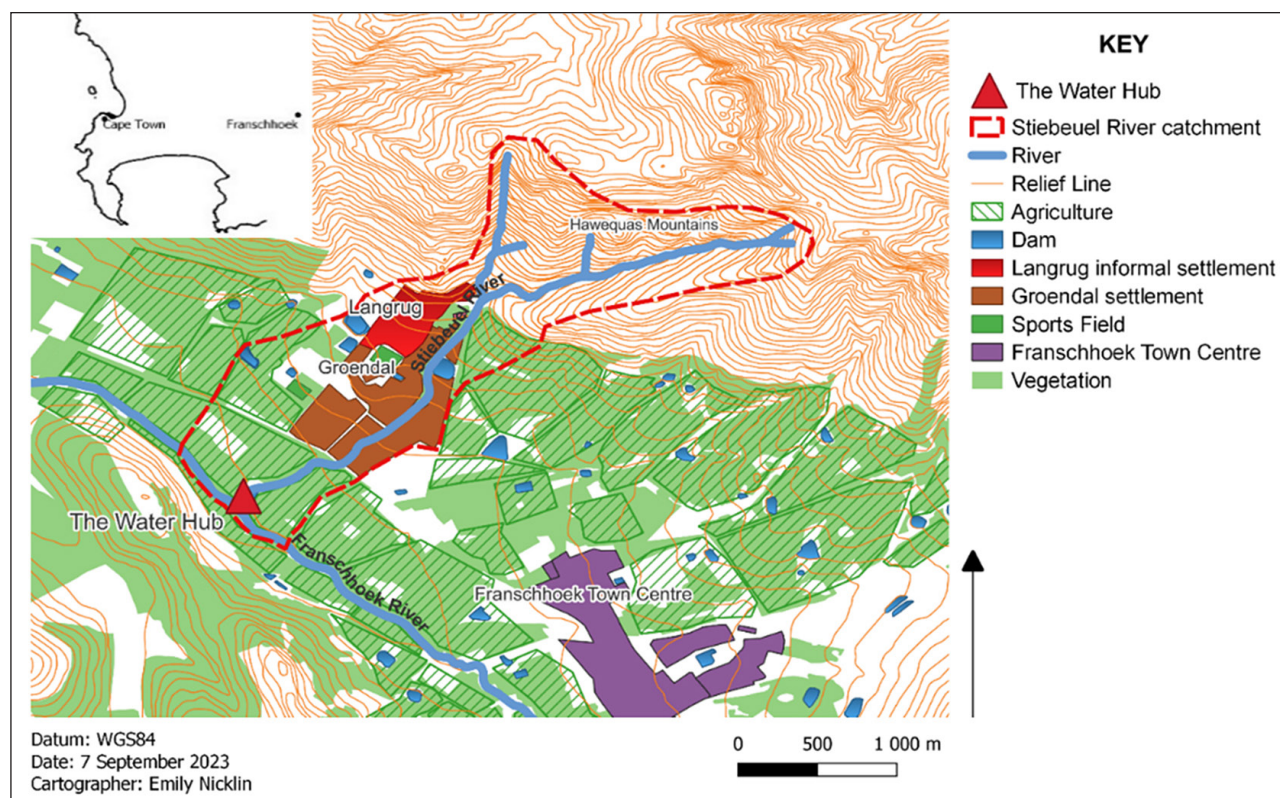 Cape Town
Franschhoek
Hawequas Mountains
Langrug
Stiebeuel River
Groendal
The Water Hub
Franschhoek River
Franschhoek Town Centre
KEY
The Water Hub
Stiebeuel River catchment
River
Relief Line
Agriculture
Dam
Langrug informal settlement
Groendal settlement
Sports Field
Franschhoek Town Centre
Vegetation
Datum: WGS84
Date: 7 September 2023
Cartographer: Emily Nicklin
0 500 1 000 m